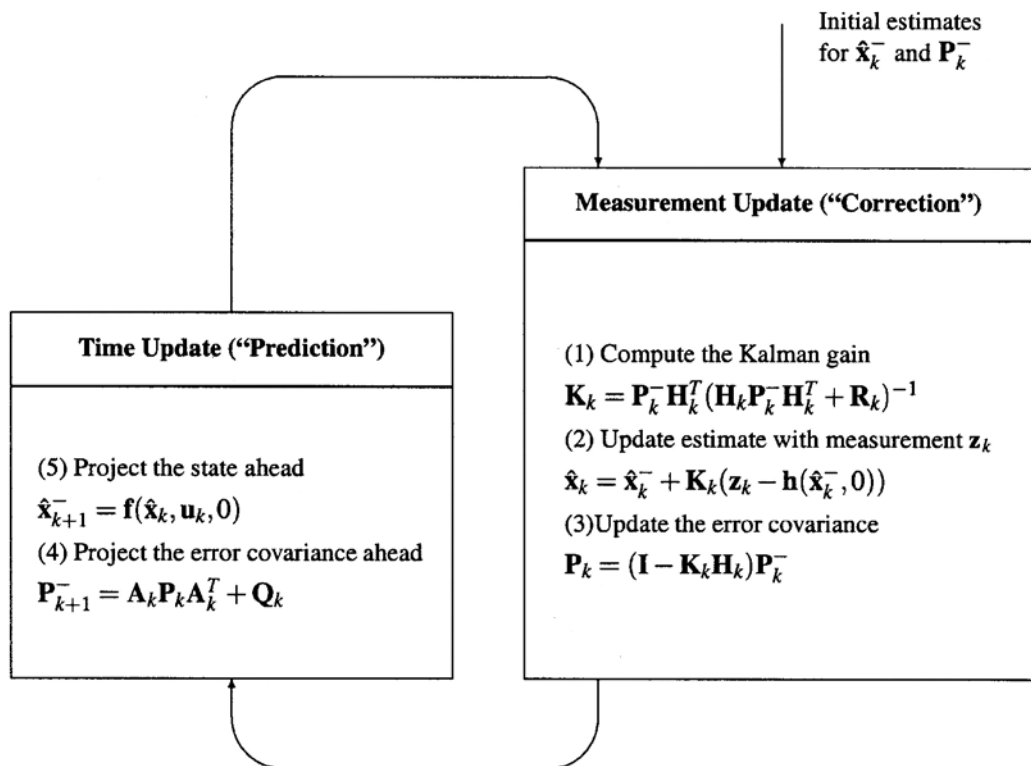 Initial estimates
for x̂ₖ⁻ and Pₖ⁻
Measurement Update (“Correction”)
(1) Compute the Kalman gain
Kₖ = Pₖ⁻Hₖᵀ(HₖPₖ⁻Hₖᵀ + Rₖ)⁻¹
(2) Update estimate with measurement zₖ
x̂ₖ = x̂ₖ⁻ + Kₖ(zₖ − h(x̂ₖ⁻, 0))
(3)Update the error covariance
Pₖ = (I − KₖHₖ)Pₖ⁻
Time Update (“Prediction”)
(5) Project the state ahead
x̂ₖ₊₁⁻ = f(x̂ₖ, uₖ, 0)
(4) Project the error covariance ahead
Pₖ₊₁⁻ = AₖPₖAₖᵀ + Qₖ